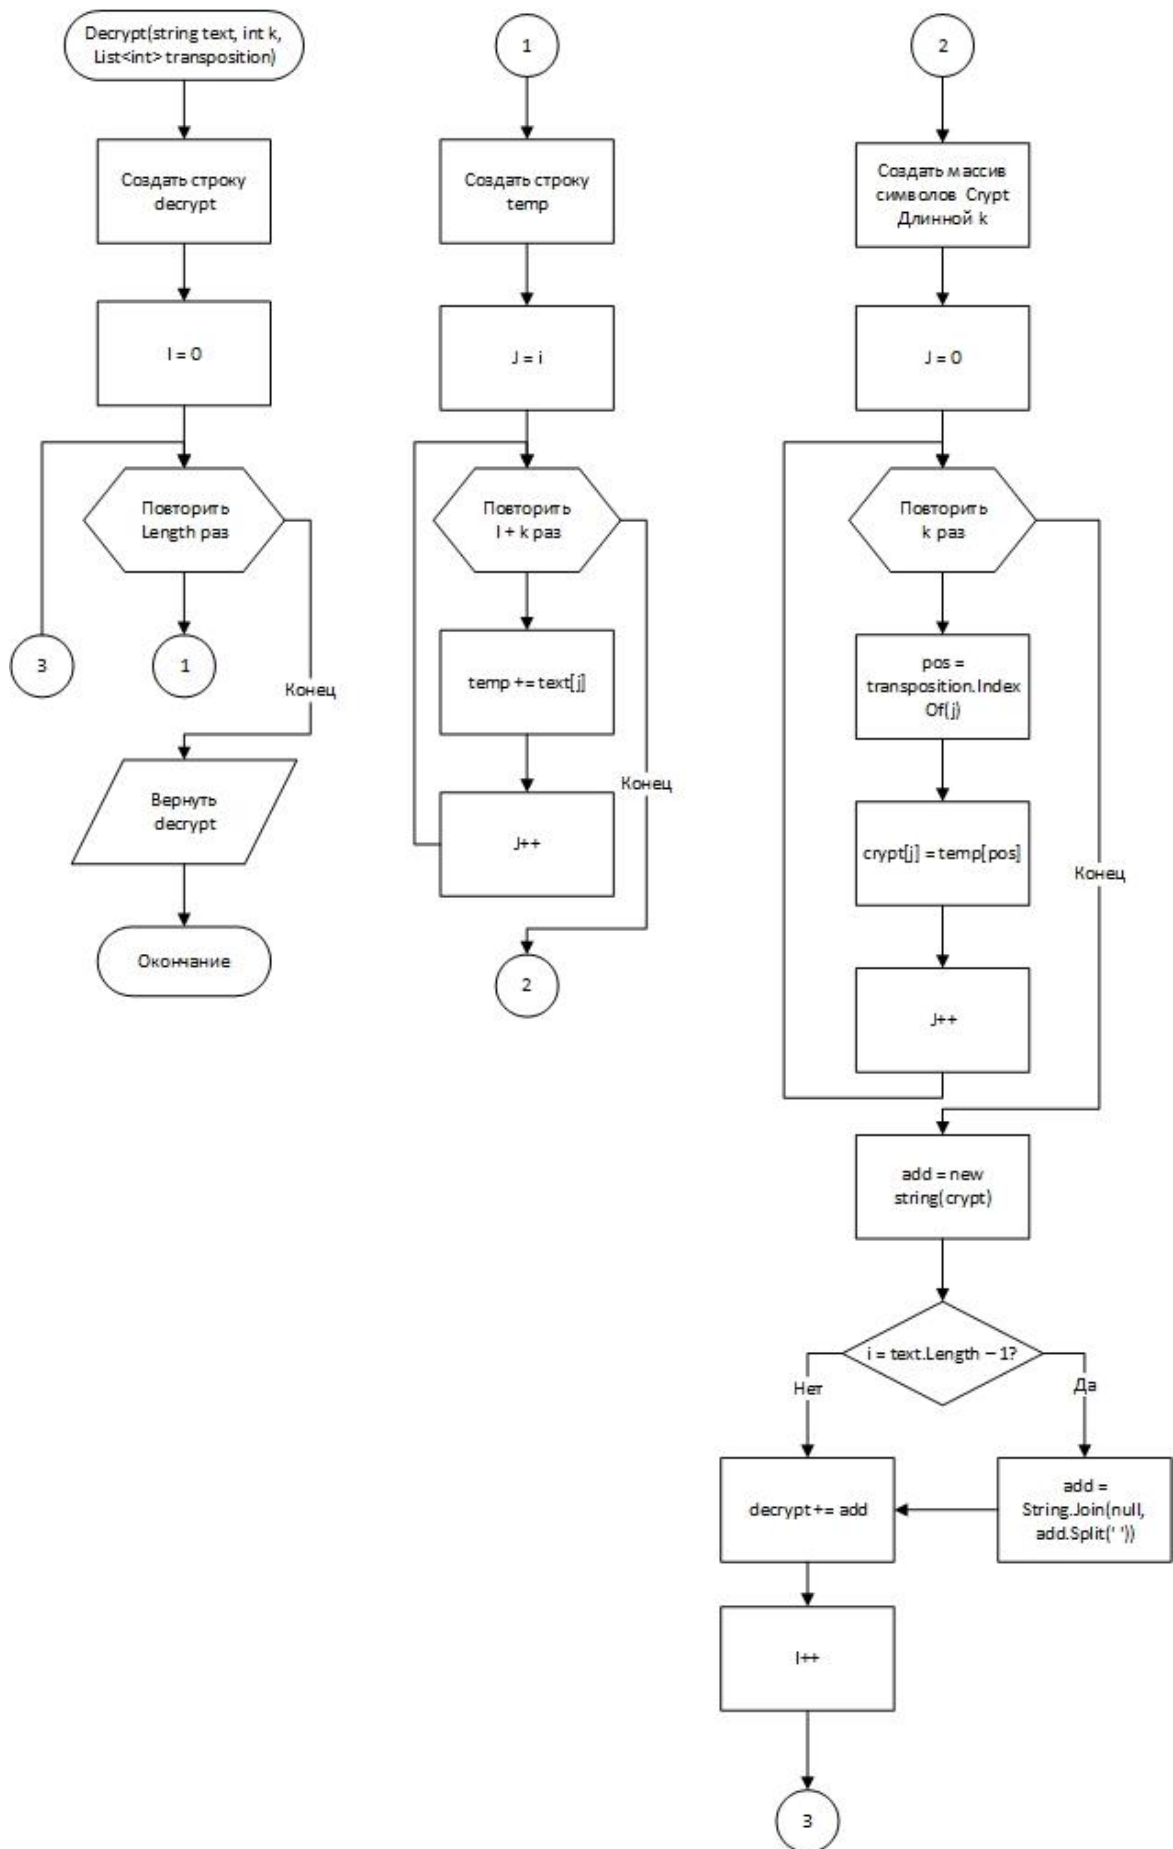 Decrypt(string text, int k,
List<int> transposition)
Создать строку
decrypt
I = 0
Повторить
Length раз
3
1
Конец
Вернуть
decrypt
Окончание
1
Создать строку
temp
J = i
Повторить
I + k раз
temp += text[j]
J++
Конец
2
2
Создать массив
символов Crypt
Длинной k
J = 0
Повторить
k раз
pos =
transposition.Index
Of(j)
crypt[j] = temp[pos]
J++
Конец
add = new
string(crypt)
i = text.Length – 1?
Нет
Да
decrypt += add
add =
String.Join(null,
add.Split(' '))
I++
3